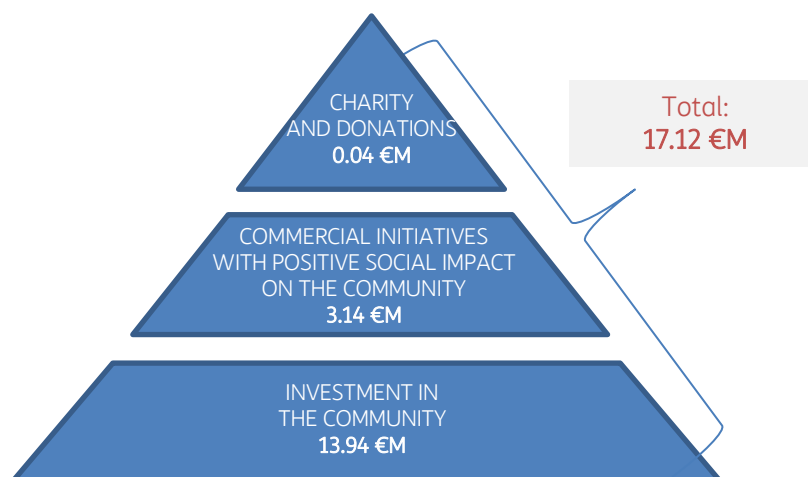 CHARITY
AND DONATIONS
0.04 €M
Total:
17.12 €M
COMMERCIAL INITIATIVES
WITH POSITIVE SOCIAL IMPACT
ON THE COMMUNITY
3.14 €M
INVESTMENT IN
THE COMMUNITY
13.94 €M